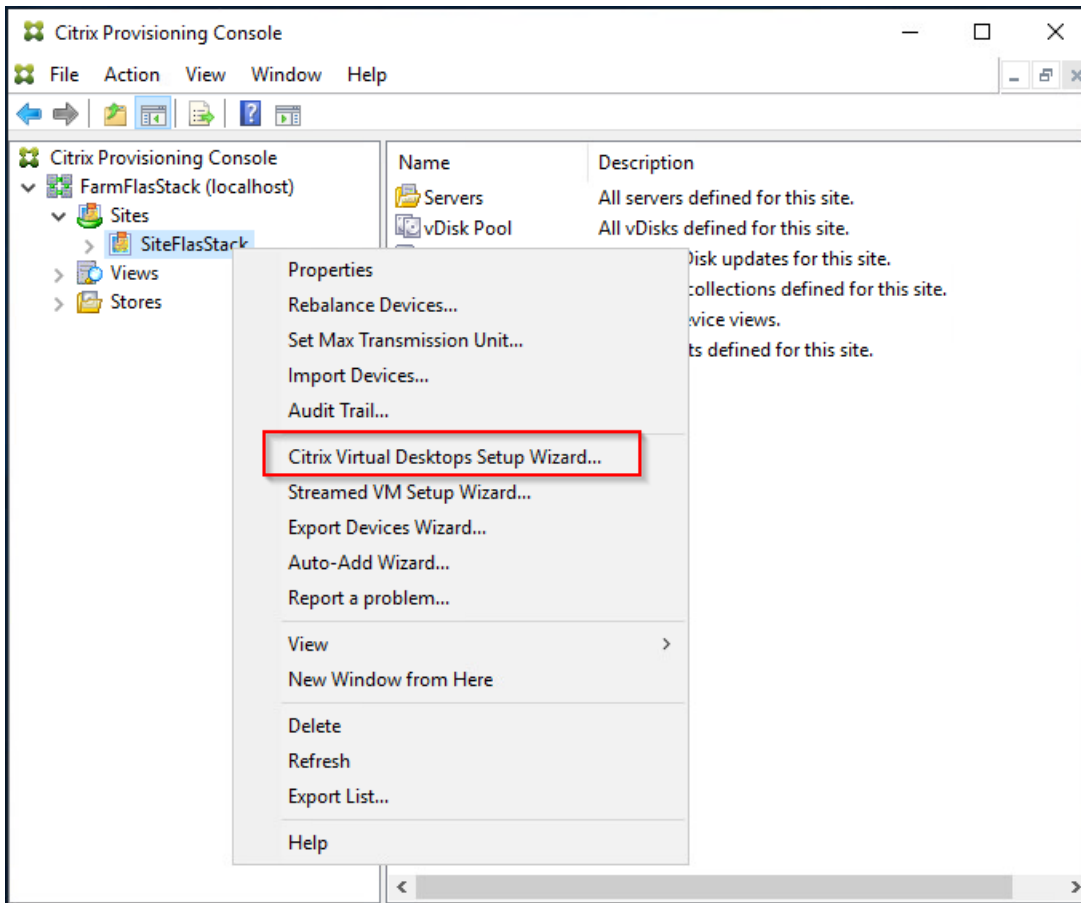 Citrix Provisioning Console
File Action View Window Help
Citrix Provisioning Console
FarmFlasStack (localhost)
Sites
SiteFlasStack
Views
Stores
Name Description
Servers All servers defined for this site.
vDisk Pool All vDisks defined for this site.
Disk updates for this site.
collections defined for this site.
vice views.
ts defined for this site.
Properties
Rebalance Devices...
Set Max Transmission Unit...
Import Devices...
Audit Trail...
Citrix Virtual Desktops Setup Wizard...
Streamed VM Setup Wizard...
Export Devices Wizard...
Auto-Add Wizard...
Report a problem...
View
New Window from Here
Delete
Refresh
Export List...
Help